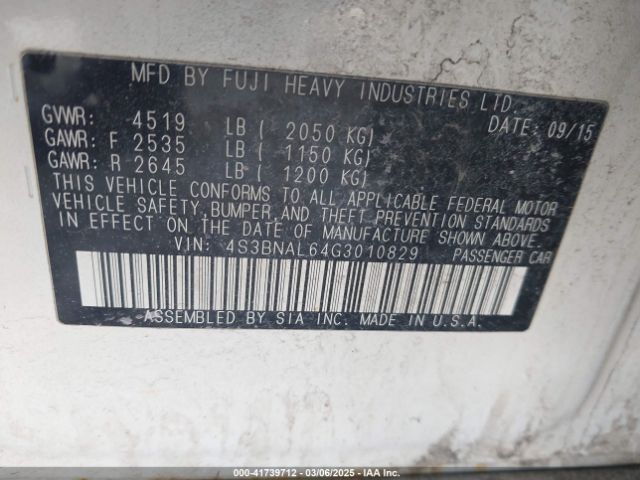 MFD BY FUJI HEAVY INDUSTRIES LTD.
DATE: 09/15
GVWR: 4519 LB ( 2050 KG)
GAWR: F 2535 LB ( 1150 KG)
GAWR: R 2645 LB ( 1200 KG)
THIS VEHICLE CONFORMS TO ALL APPLICABLE FEDERAL MOTOR
VEHICLE SAFETY, BUMPER, AND THEFT PREVENTION STANDARDS
IN EFFECT ON THE DATE OF MANUFACTURE SHOWN ABOVE.
VIN: 4S3BNAL64G3010829 PASSENGER CAR
ASSEMBLED BY SIA INC. MADE IN U.S.A.
000-41739712 — 03/06/2025 — IAA Inc.